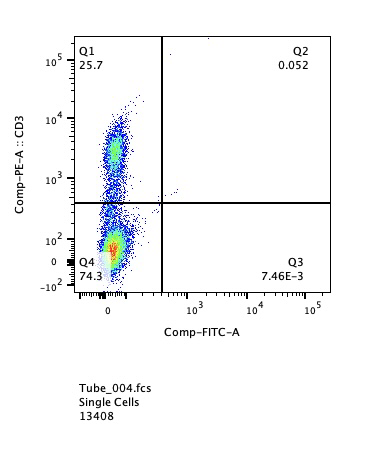 Q1
25.7
Q2
0.052
10^5
10^4
10^3
10^2
0
-10^2
Comp-PE-A :: CD3
Q4
74.3
Q3
7.46E-3
0
10^3
10^4
10^5
Comp-FITC-A
Tube_004.fcs
Single Cells
13408